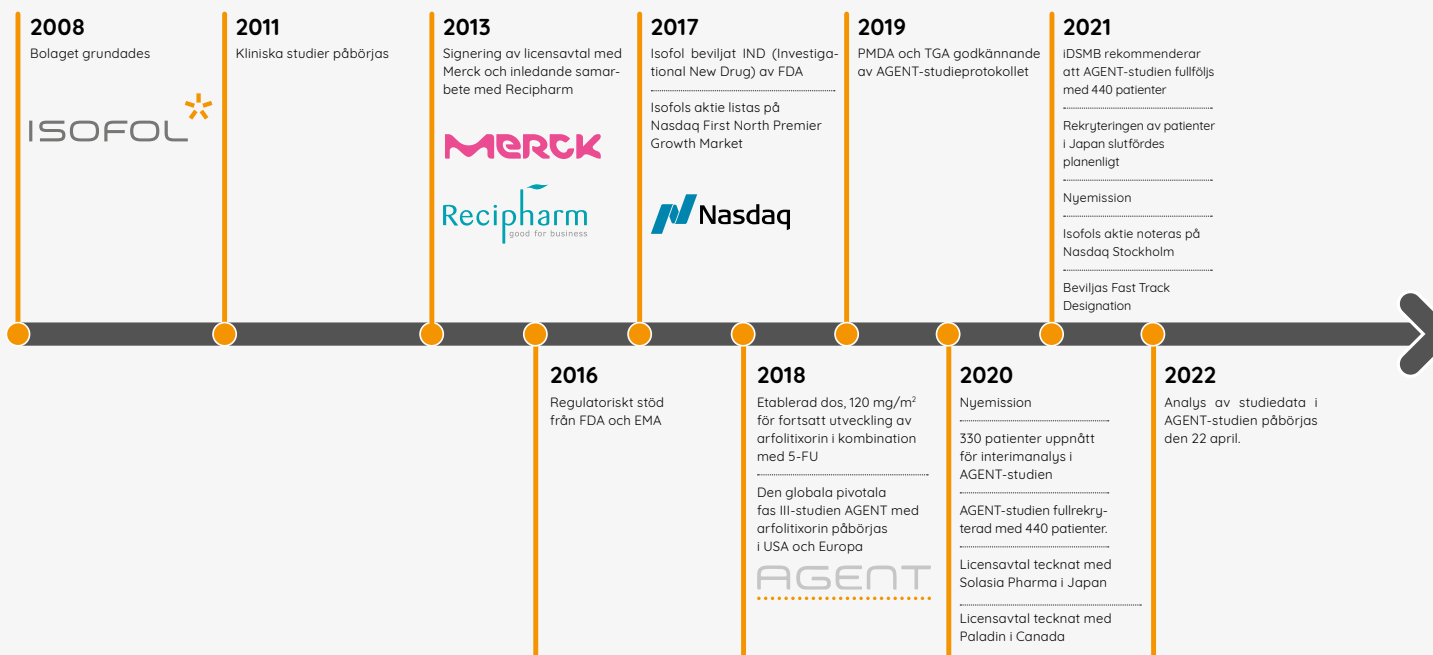 2008
Bolaget grundades
ISOFOL
2011
Kliniska studier påbörjas
2013
Signering av licensavtal med
Merck och inledande samar-
bete med Recipharm
MERCK
Recipharm
good for business
2017
Isofol beviljat IND (Investiga-
tional New Drug) av FDA
Isofols aktie listas på
Nasdaq First North Premier
Growth Market
Nasdaq
2019
PMDA och TGA godkännande
av AGENT-studieprotokollet
2021
iDSMB rekommenderar
att AGENT-studien fullföljs
med 440 patienter
Rekryteringen av patienter
i Japan slutfördes
planenligt
Nyemission
Isofols aktie noteras på
Nasdaq Stockholm
Beviljas Fast Track
Designation
2016
Regulatoriskt stöd
från FDA och EMA
2018
Etablerad dos, 120 mg/m²
för fortsatt utveckling av
arfolitixorin i kombination
med 5-FU
Den globala pivotala
fas III-studien AGENT med
arfolitixorin påbörjas
i USA och Europa
AGENT
2020
Nyemission
330 patienter uppnått
för interimanalys i
AGENT-studien
AGENT-studien fullrekry-
terad med 440 patienter.
Licensavtal tecknat med
Solasia Pharma i Japan
Licensavtal tecknat med
Paladin i Canada
2022
Analys av studiedata i
AGENT-studien påbörjas
den 22 april.